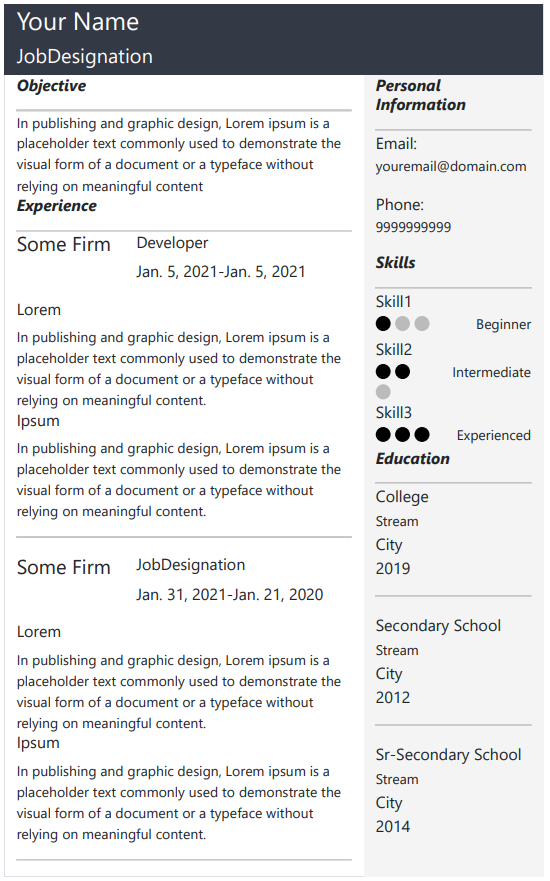 Your Name
JobDesignation
Objective
In publishing and graphic design, Lorem ipsum is a
placeholder text commonly used to demonstrate the
visual form of a document or a typeface without
relying on meaningful content
Experience
Some Firm
Developer
Jan. 5, 2021-Jan. 5, 2021
Lorem
In publishing and graphic design, Lorem ipsum is a
placeholder text commonly used to demonstrate the
visual form of a document or a typeface without
relying on meaningful content.
Ipsum
In publishing and graphic design, Lorem ipsum is a
placeholder text commonly used to demonstrate the
visual form of a document or a typeface without
relying on meaningful content.
Some Firm
JobDesignation
Jan. 31, 2021-Jan. 21, 2020
Lorem
In publishing and graphic design, Lorem ipsum is a
placeholder text commonly used to demonstrate the
visual form of a document or a typeface without
relying on meaningful content.
Ipsum
In publishing and graphic design, Lorem ipsum is a
placeholder text commonly used to demonstrate the
visual form of a document or a typeface without
relying on meaningful content.
Personal
Information
Email:
youremail@domain.com
Phone:
9999999999
Skills
Skill1
Beginner
Skill2
Intermediate
Skill3
Experienced
Education
College
Stream
City
2019
Secondary School
Stream
City
2012
Sr-Secondary School
Stream
City
2014